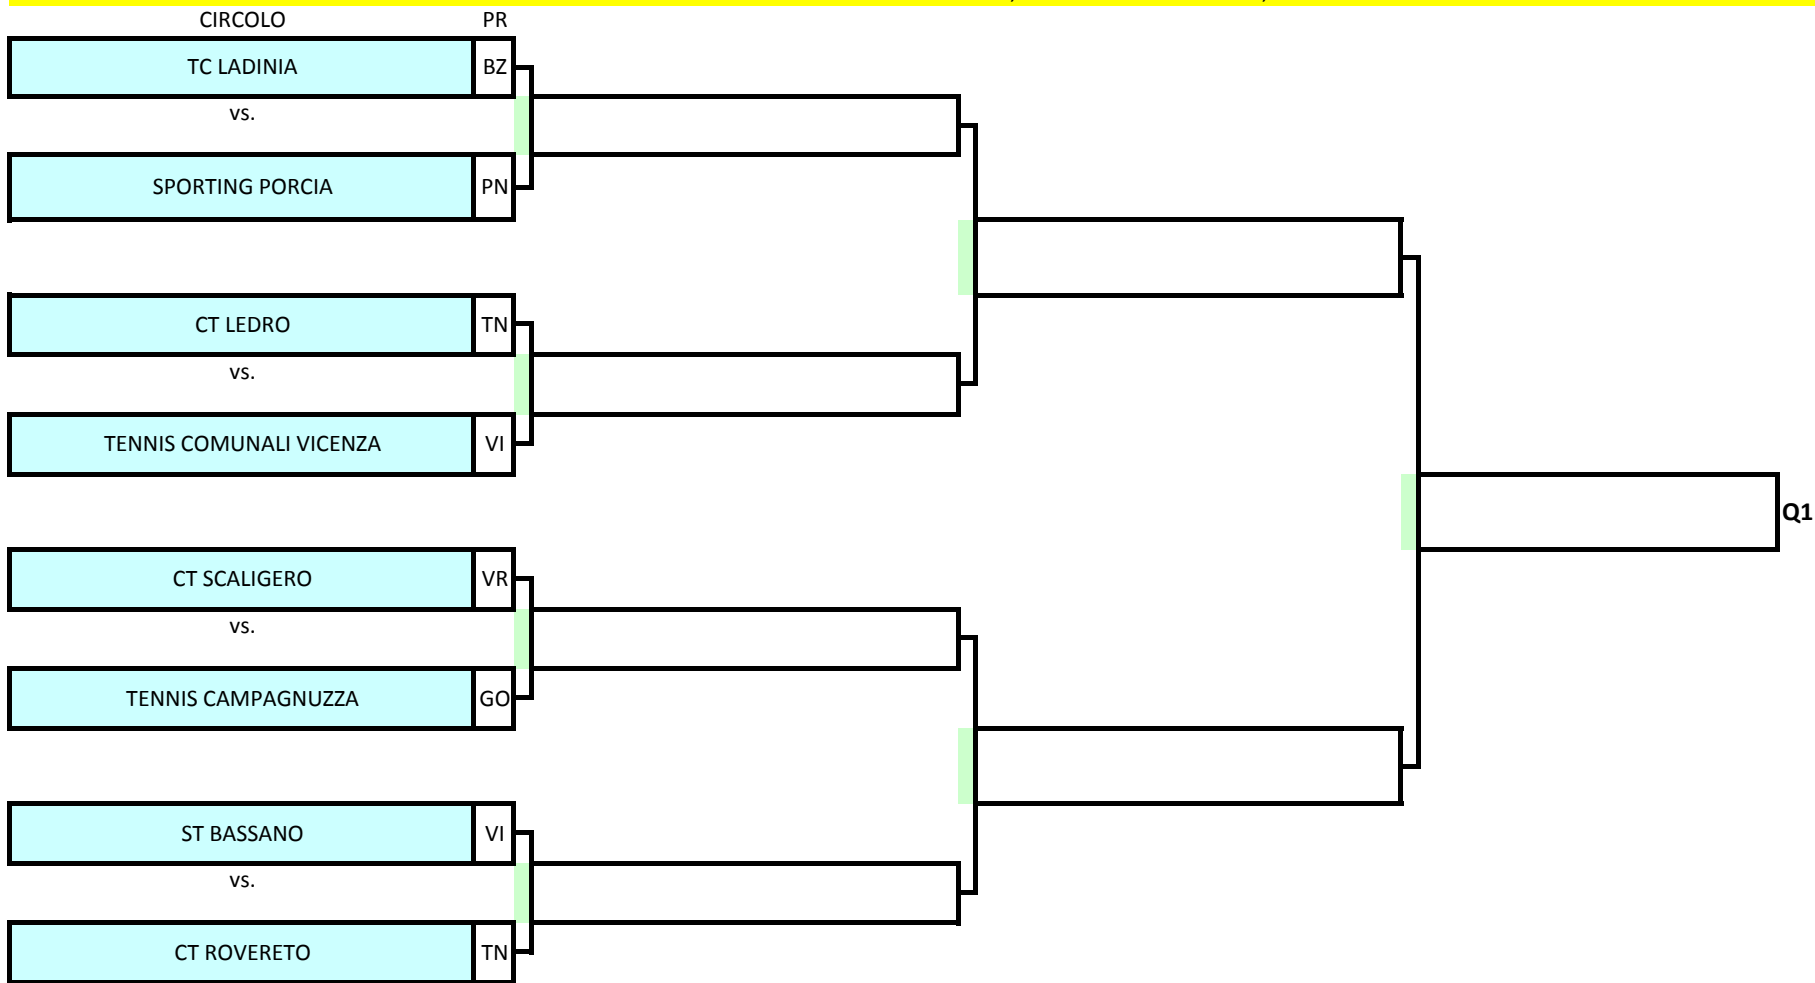 CIRCOLO PR
TC LADINIA BZ
vs.
SPORTING PORCIA PN
CT LEDRO TN
vs.
TENNIS COMUNALI VICENZA VI
Q1
CT SCALIGERO VR
vs.
TENNIS CAMPAGNUZZA GO
ST BASSANO VI
vs.
CT ROVERETO TN